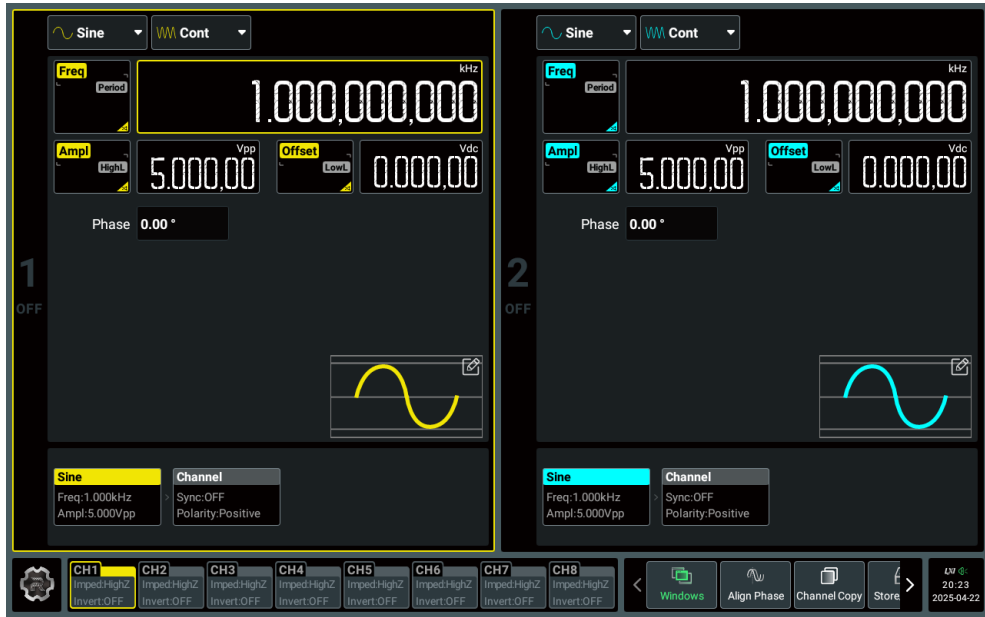 Sine Cont
Freq
Period
kHz
1.000,000,000
Ampl
HighL
Vpp
5.000,00
Offset
LowL
Vdc
0.000,00
Phase 0.00 °
1
OFF
Sine
Freq:1.000kHz
Ampl:5.000Vpp
Channel
Sync:OFF
Polarity:Positive
Sine Cont
Freq
Period
kHz
1.000,000,000
Ampl
HighL
Vpp
5.000,00
Offset
LowL
Vdc
0.000,00
Phase 0.00 °
2
OFF
Sine
Freq:1.000kHz
Ampl:5.000Vpp
Channel
Sync:OFF
Polarity:Positive
CH1
Imped:HighZ
Invert:OFF
CH2
Imped:HighZ
Invert:OFF
CH3
Imped:HighZ
Invert:OFF
CH4
Imped:HighZ
Invert:OFF
CH5
Imped:HighZ
Invert:OFF
CH6
Imped:HighZ
Invert:OFF
CH7
Imped:HighZ
Invert:OFF
CH8
Imped:HighZ
Invert:OFF
Windows
Align Phase
Channel Copy
Store
20:23
2025-04-22